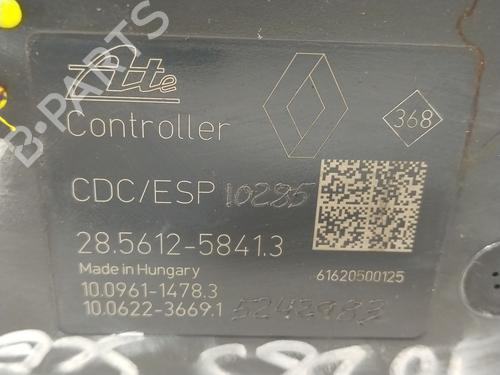 B-PARTS
Ate
368
Controller
CDC/ESP 10285
28.5612-5841.3
Made in Hungary
61620500125
10.0961-1478.3
10.0622-3669.1 5242983